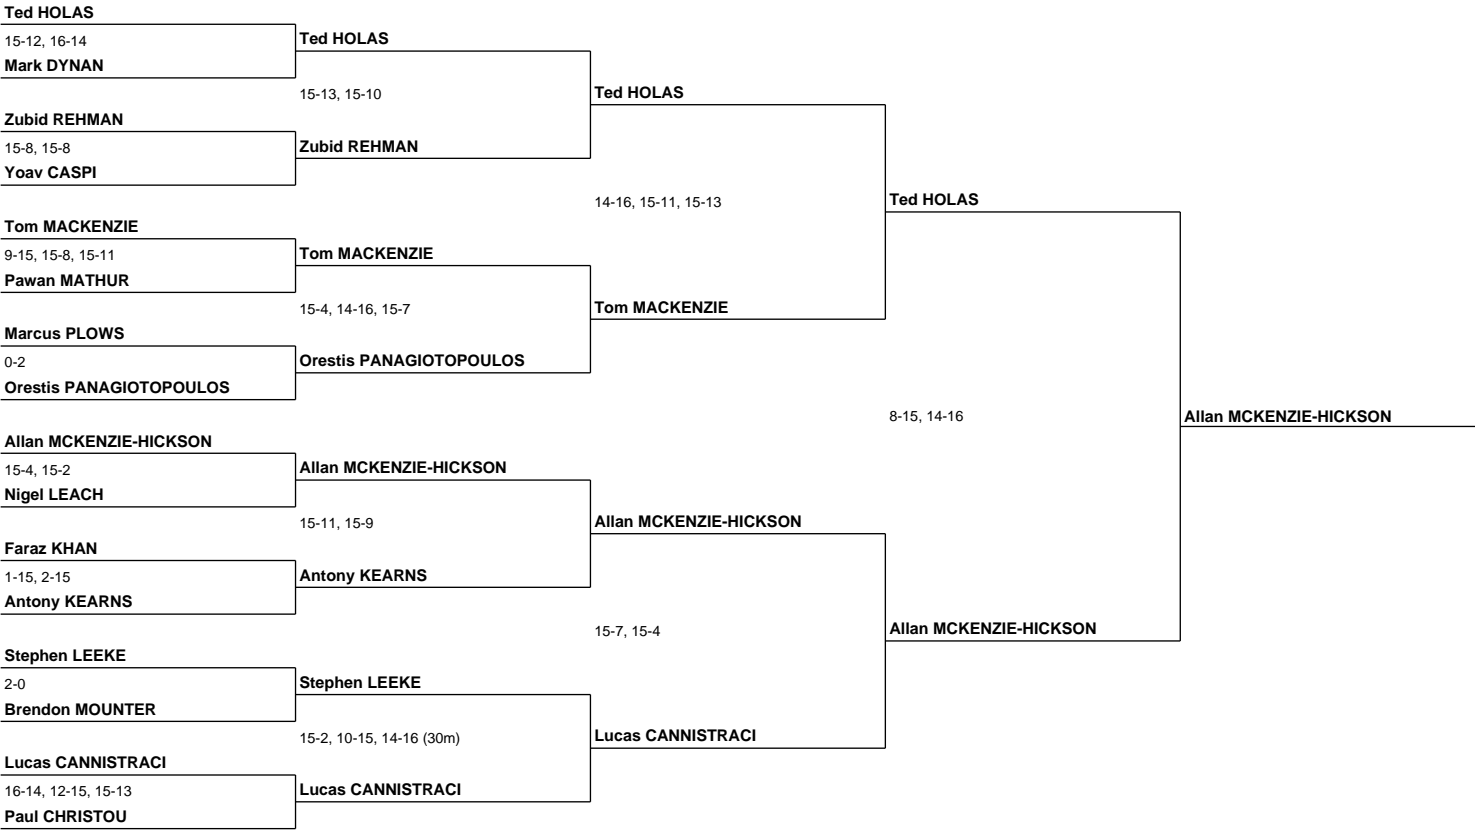 Ted HOLAS
15-12, 16-14
Mark DYNAN
Zubid REHMAN
15-8, 15-8
Yoav CASPI
Tom MACKENZIE
9-15, 15-8, 15-11
Pawan MATHUR
Marcus PLOWS
0-2
Orestis PANAGIOTOPOULOS
Allan MCKENZIE-HICKSON
15-4, 15-2
Nigel LEACH
Faraz KHAN
1-15, 2-15
Antony KEARNS
Stephen LEEKE
2-0
Brendon MOUNTER
Lucas CANNISTRACI
16-14, 12-15, 15-13
Paul CHRISTOU
Ted HOLAS
15-13, 15-10
Zubid REHMAN
Tom MACKENZIE
15-4, 14-16, 15-7
Orestis PANAGIOTOPOULOS
Allan MCKENZIE-HICKSON
15-11, 15-9
Antony KEARNS
Stephen LEEKE
15-2, 10-15, 14-16 (30m)
Lucas CANNISTRACI
Ted HOLAS
14-16, 15-11, 15-13
Tom MACKENZIE
Allan MCKENZIE-HICKSON
15-7, 15-4
Lucas CANNISTRACI
Ted HOLAS
8-15, 14-16
Allan MCKENZIE-HICKSON
Allan MCKENZIE-HICKSON